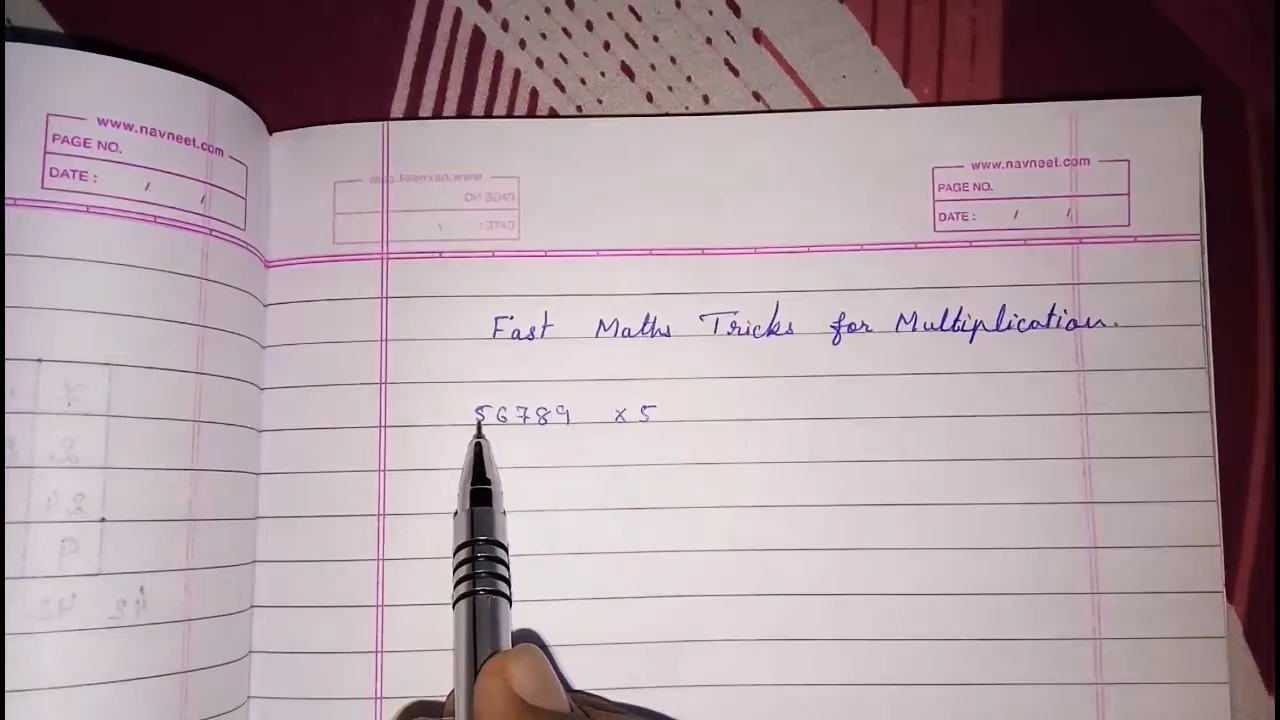 www.navneet.com
PAGE NO.
DATE : / /
www.navneet.com
PAGE NO.
DATE : / /
Fast Maths Tricks for Multiplication.
56789 x 5